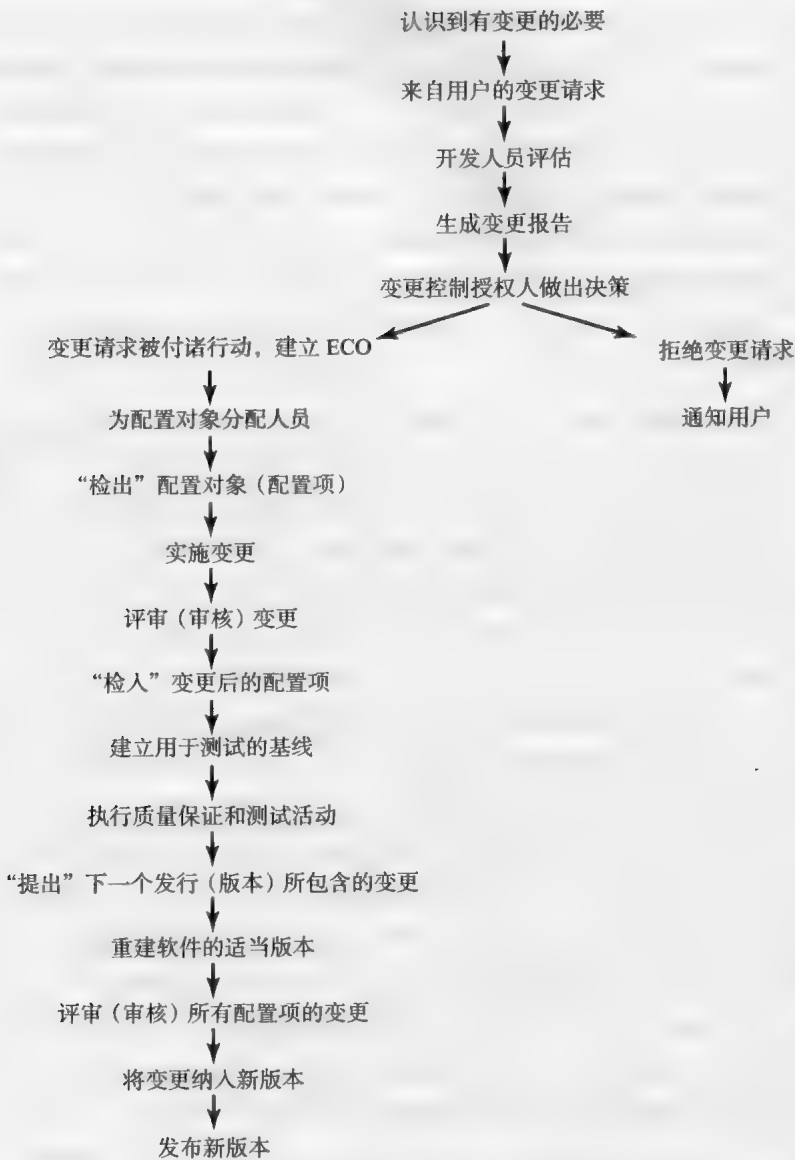 认识到有变更的必要
来自用户的变更请求
开发人员评估
生成变更报告
变更控制授权人做出决策
变更请求被付诸行动，建立 ECO
拒绝变更请求
为配置对象分配人员
通知用户
“检出”配置对象（配置项）
实施变更
评审（审核）变更
“检入”变更后的配置项
建立用于测试的基线
执行质量保证和测试活动
“提出”下一个发行（版本）所包含的变更
重建软件的适当版本
评审（审核）所有配置项的变更
将变更纳入新版本
发布新版本